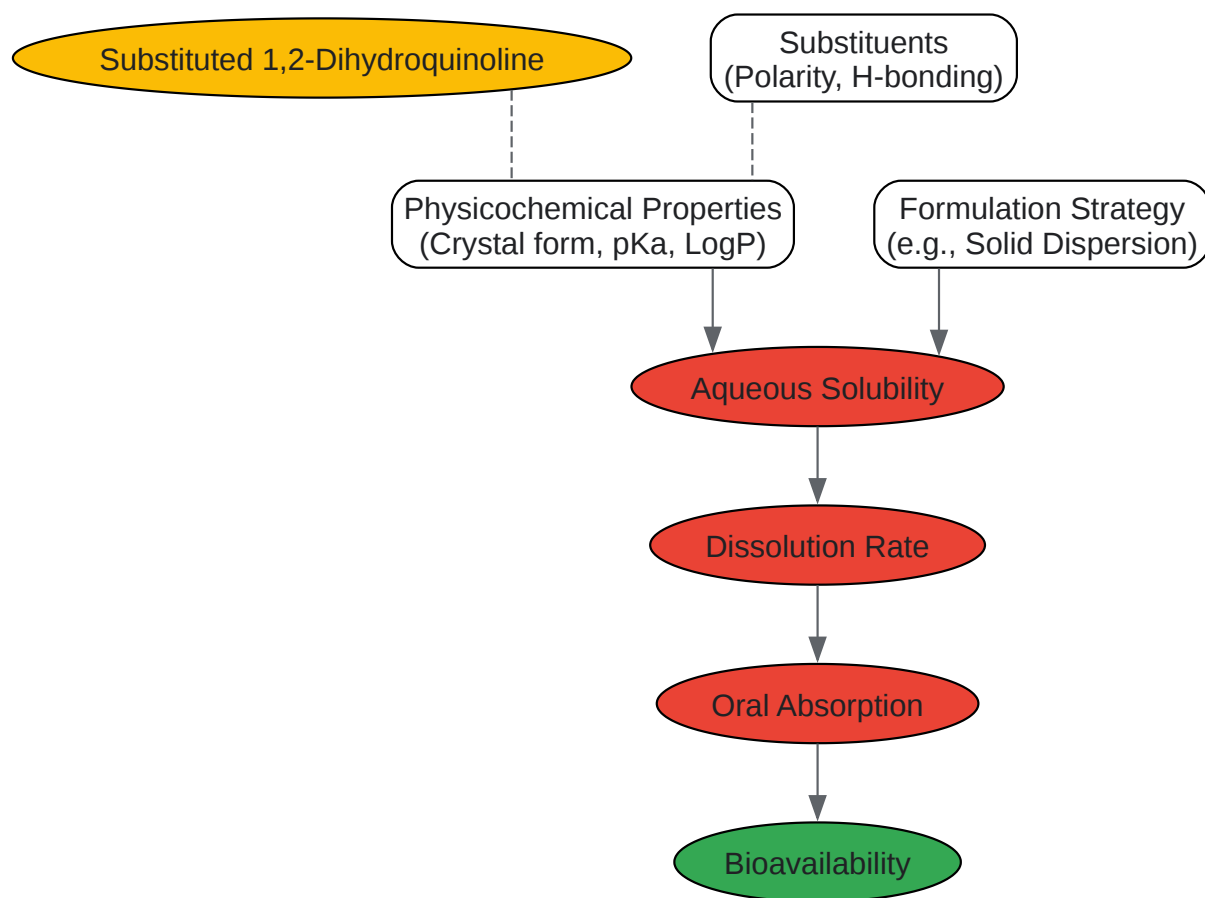 Substituted 1,2-Dihydroquinoline
Substituents
(Polarity, H-bonding)
Physicochemical Properties
(Crystal form, pKa, LogP)
Formulation Strategy
(e.g., Solid Dispersion)
Aqueous Solubility
Dissolution Rate
Oral Absorption
Bioavailability